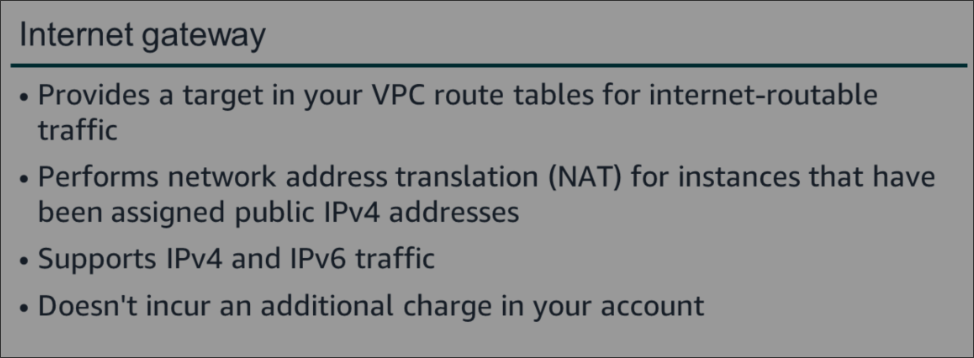 Internet gateway
• Provides a target in your VPC route tables for internet-routable
traffic
• Performs network address translation (NAT) for instances that have
been assigned public IPv4 addresses
• Supports IPv4 and IPv6 traffic
• Doesn't incur an additional charge in your account